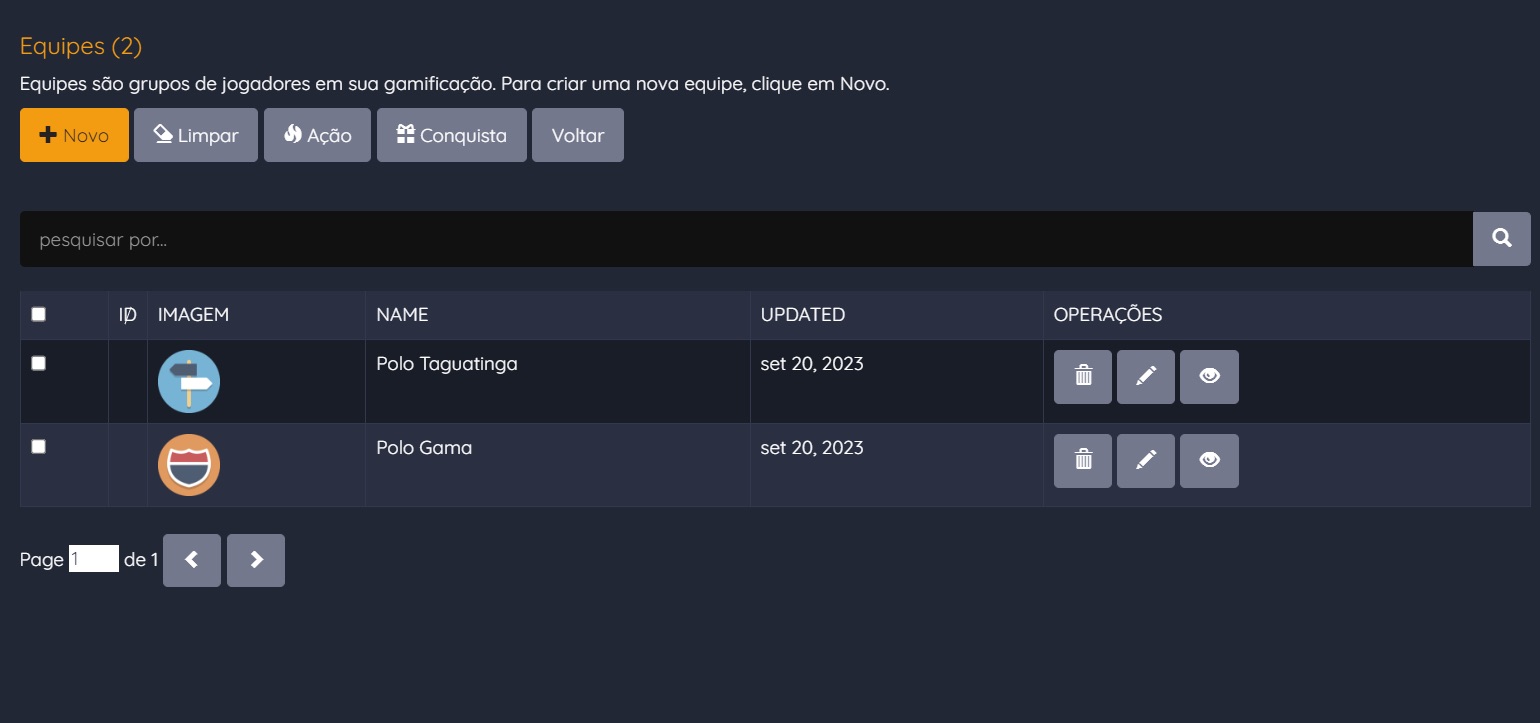 Equipes (2)
Equipes são grupos de jogadores em sua gamificação. Para criar uma nova equipe, clique em Novo.
Novo Limpar Ação Conquista Voltar
pesquisar por...
ID IMAGEM NAME UPDATED OPERAÇÕES
Polo Taguatinga set 20, 2023
Polo Gama set 20, 2023
Page 1 de 1